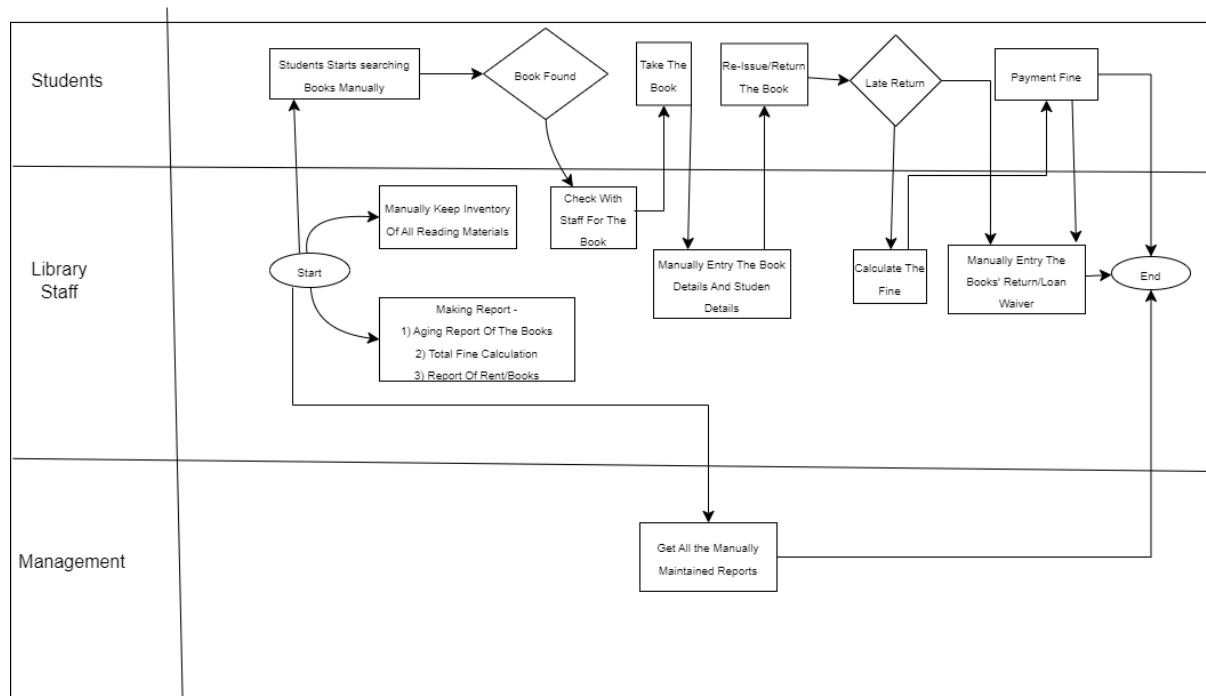 Students
Students Starts searching
Books Manually
Book Found
Take The
Book
Re-Issue/Return
The Book
Late Return
Payment Fine
Library
Staff
Start
Manually Keep Inventory
Of All Reading Materials
Making Report -
1) Aging Report Of The Books
2) Total Fine Calculation
3) Report Of Rent/Books
Check With
Staff For The
Book
Manually Entry The Book
Details And Studen
Details
Calculate The
Fine
Manually Entry The
Books' Return/Loan
Waiver
End
Management
Get All the Manually
Maintained Reports